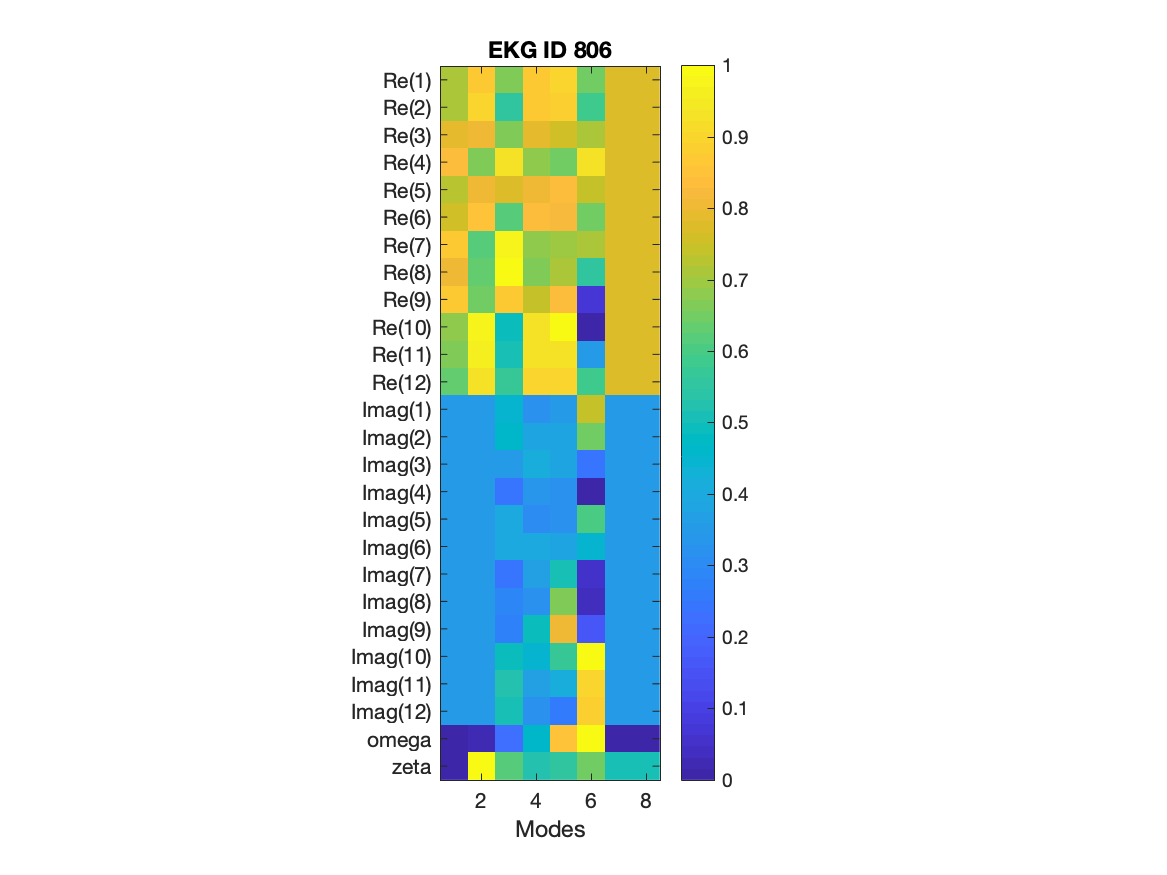 EKG ID 806
Re(1)
Re(2)
Re(3)
Re(4)
Re(5)
Re(6)
Re(7)
Re(8)
Re(9)
Re(10)
Re(11)
Re(12)
Imag(1)
Imag(2)
Imag(3)
Imag(4)
Imag(5)
Imag(6)
Imag(7)
Imag(8)
Imag(9)
Imag(10)
Imag(11)
Imag(12)
omega
zeta
2 4 6 8
Modes
1
0.9
0.8
0.7
0.6
0.5
0.4
0.3
0.2
0.1
0